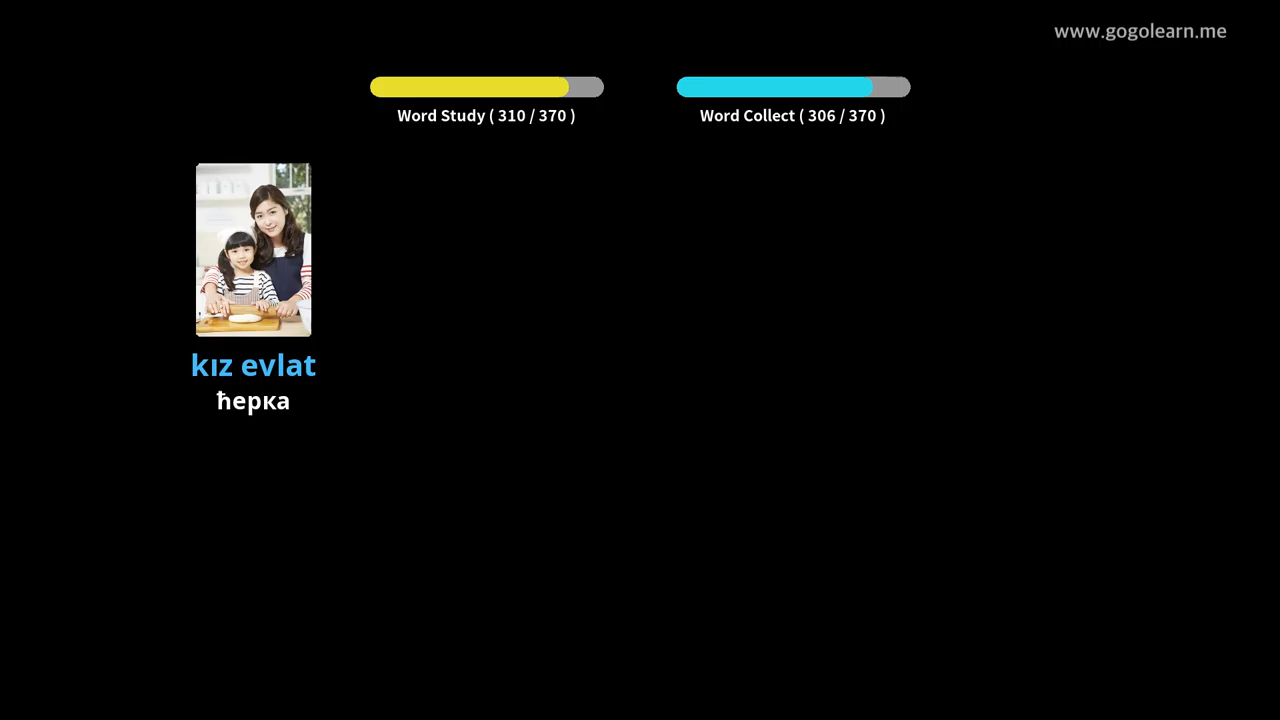 www.gogolearn.me
Word Study ( 310 / 370 )
Word Collect ( 306 / 370 )
kız evlat
ћерка